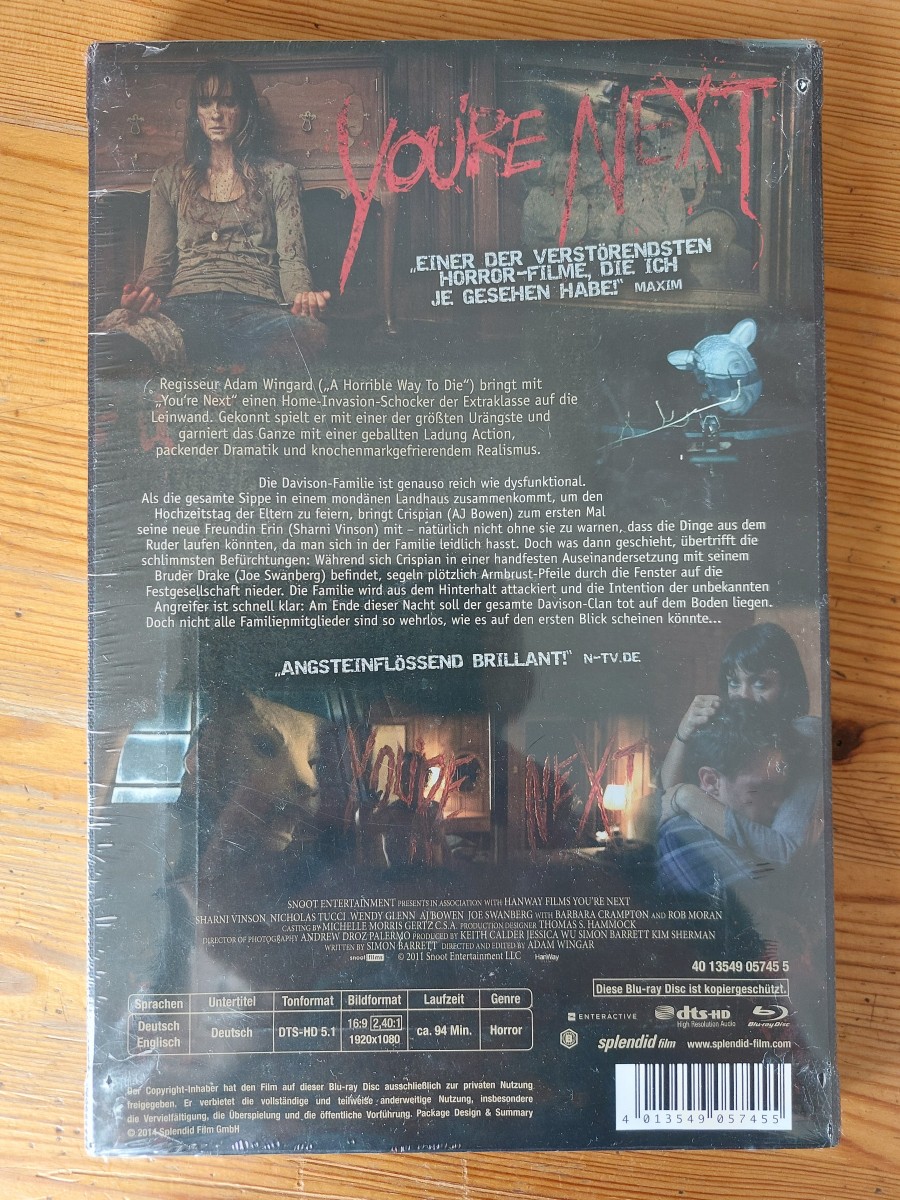 YOU'RE NEXT
„EINER DER VERSTÖRENDSTEN
HORROR-FILME, DIE ICH
JE GESEHEN HABE!“ MAXIM
Regisseur Adam Wingard („A Horrible Way To Die“) bringt mit
„You're Next“ einen Home-Invasion-Schocker der Extraklasse auf die
Leinwand. Gekonnt spielt er mit einer der größten Urängste und
garniert das Ganze mit einer geballten Ladung Action,
packender Dramatik und knochenmarkgefrierendem Realismus.
Die Davison-Familie ist genauso reich wie dysfunktional.
Als die gesamte Sippe in einem mondänen Landhaus zusammenkommt, um den
Hochzeitstag der Eltern zu feiern, bringt Crispian (AJ Bowen) zum ersten Mal
seine neue Freundin Erin (Sharni Vinson) mit – natürlich nicht ohne sie zu warnen, dass die Dinge aus dem
Ruder laufen könnten, da man sich in der Familie leidlich hasst. Doch was dann geschieht, übertrifft die
schlimmsten Befürchtungen: Während sich Crispian in einer handfesten Auseinandersetzung mit seinem
Bruder Drake (Joe Swanberg) befindet, segeln plötzlich Armbrust-Pfeile durch die Fenster auf die
Festgesellschaft nieder. Die Familie wird aus dem Hinterhalt attackiert und die Intention der unbekannten
Angreifer ist schnell klar: Am Ende dieser Nacht soll der gesamte Davison-Clan tot auf dem Boden liegen.
Doch nicht alle Familienmitglieder sind so wehrlos, wie es auf den ersten Blick scheinen könnte...
„ANGSTEINFLÖSSEND BRILLANT!“ N-TV.DE
YOU'RE NEXT
SNOOT ENTERTAINMENT PRESENTS IN ASSOCIATION WITH HANWAY FILMS YOU'RE NEXT
SHARNI VINSON NICHOLAS TUCCI WENDY GLENN AJ BOWEN JOE SWANBERG WITH BARBARA CRAMPTON AND ROB MORAN
CASTING BY MICHELLE MORRIS GERTZ C.S.A. PRODUCTION DESIGNER THOMAS S. HAMMOCK
DIRECTOR OF PHOTOGRAPHY ANDREW DROZ PALERMO PRODUCED BY KEITH CALDER JESSICA WU SIMON BARRETT KIM SHERMAN
WRITTEN BY SIMON BARRETT DIRECTED AND EDITED BY ADAM WINGAR
snoot films © 2011 Snoot Entertainment LLC HanWay
40 13549 05745 5
Diese Blu-ray Disc ist kopiergeschützt.
Sprachen Untertitel Tonformat Bildformat Laufzeit Genre
Deutsch
Englisch
Deutsch
DTS-HD 5.1
16:9 2,40:1
1920x1080
ca. 94 Min.
Horror
ENTERACTIVE dts-HD High Resolution Audio Blu-ray Disc
B splendid film www.splendid-film.com
Der Copyright-Inhaber hat den Film auf dieser Blu-ray Disc ausschließlich zur privaten Nutzung
freigegeben. Er verbietet die vollständige und teilweise anderweitige Nutzung, insbesondere
die Vervielfältigung, die Überspielung und die öffentliche Vorführung. Package Design & Summary
© 2014 Splendid Film GmbH
4 013549 057455